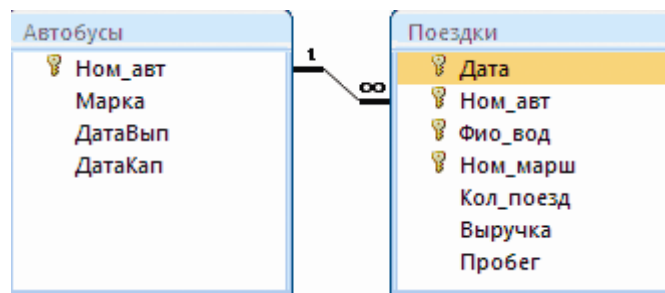 Автобусы
Ном_авт
Марка
ДатаВып
ДатаКап
1
∞
Поездки
Дата
Ном_авт
Фио_вод
Ном_марш
Кол_поезд
Выручка
Пробег